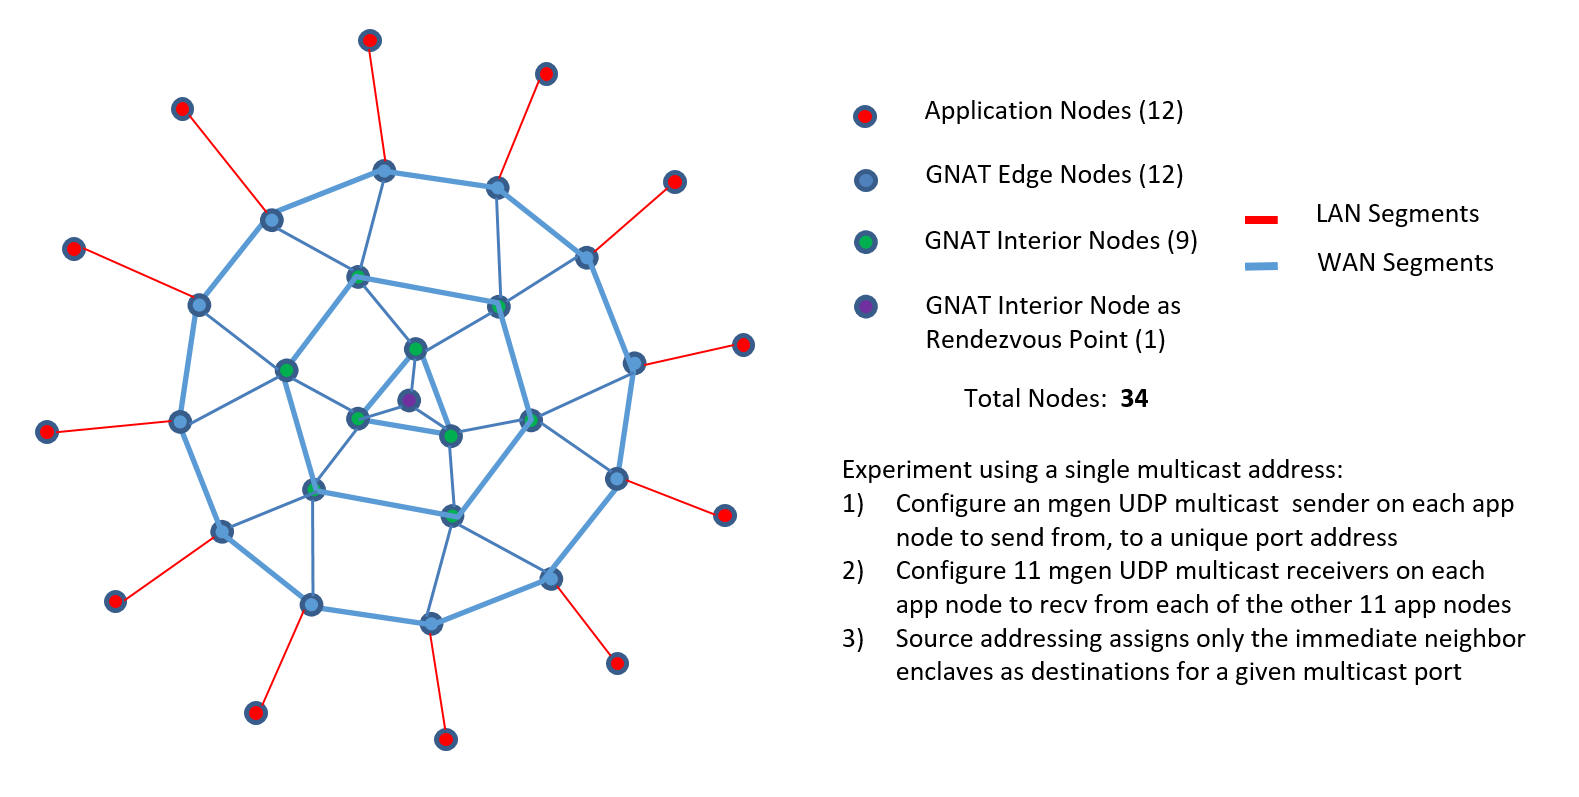 Application Nodes (12)
GNAT Edge Nodes (12)
LAN Segments
GNAT Interior Nodes (9)
WAN Segments
GNAT Interior Node as
Rendezvous Point (1)
Total Nodes:  34
Experiment using a single multicast address:
1) Configure an mgen UDP multicast  sender on each app
node to send from, to a unique port address
2) Configure 11 mgen UDP multicast receivers on each
app node to recv from each of the other 11 app nodes
3) Source addressing assigns only the immediate neighbor
enclaves as destinations for a given multicast port